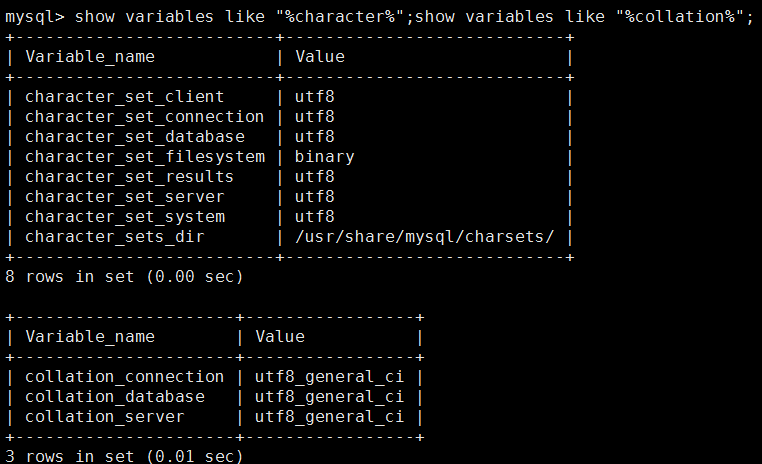 mysql> show variables like "%character%";show variables like "%collation%";
+--------------------------+----------------------------+
| Variable_name            | Value                      |
+--------------------------+----------------------------+
| character_set_client     | utf8                       |
| character_set_connection | utf8                       |
| character_set_database   | utf8                       |
| character_set_filesystem | binary                     |
| character_set_results    | utf8                       |
| character_set_server     | utf8                       |
| character_set_system     | utf8                       |
| character_sets_dir       | /usr/share/mysql/charsets/ |
+--------------------------+----------------------------+
8 rows in set (0.00 sec)

+----------------------+-----------------+
| Variable_name        | Value           |
+----------------------+-----------------+
| collation_connection | utf8_general_ci |
| collation_database   | utf8_general_ci |
| collation_server     | utf8_general_ci |
+----------------------+-----------------+
3 rows in set (0.01 sec)